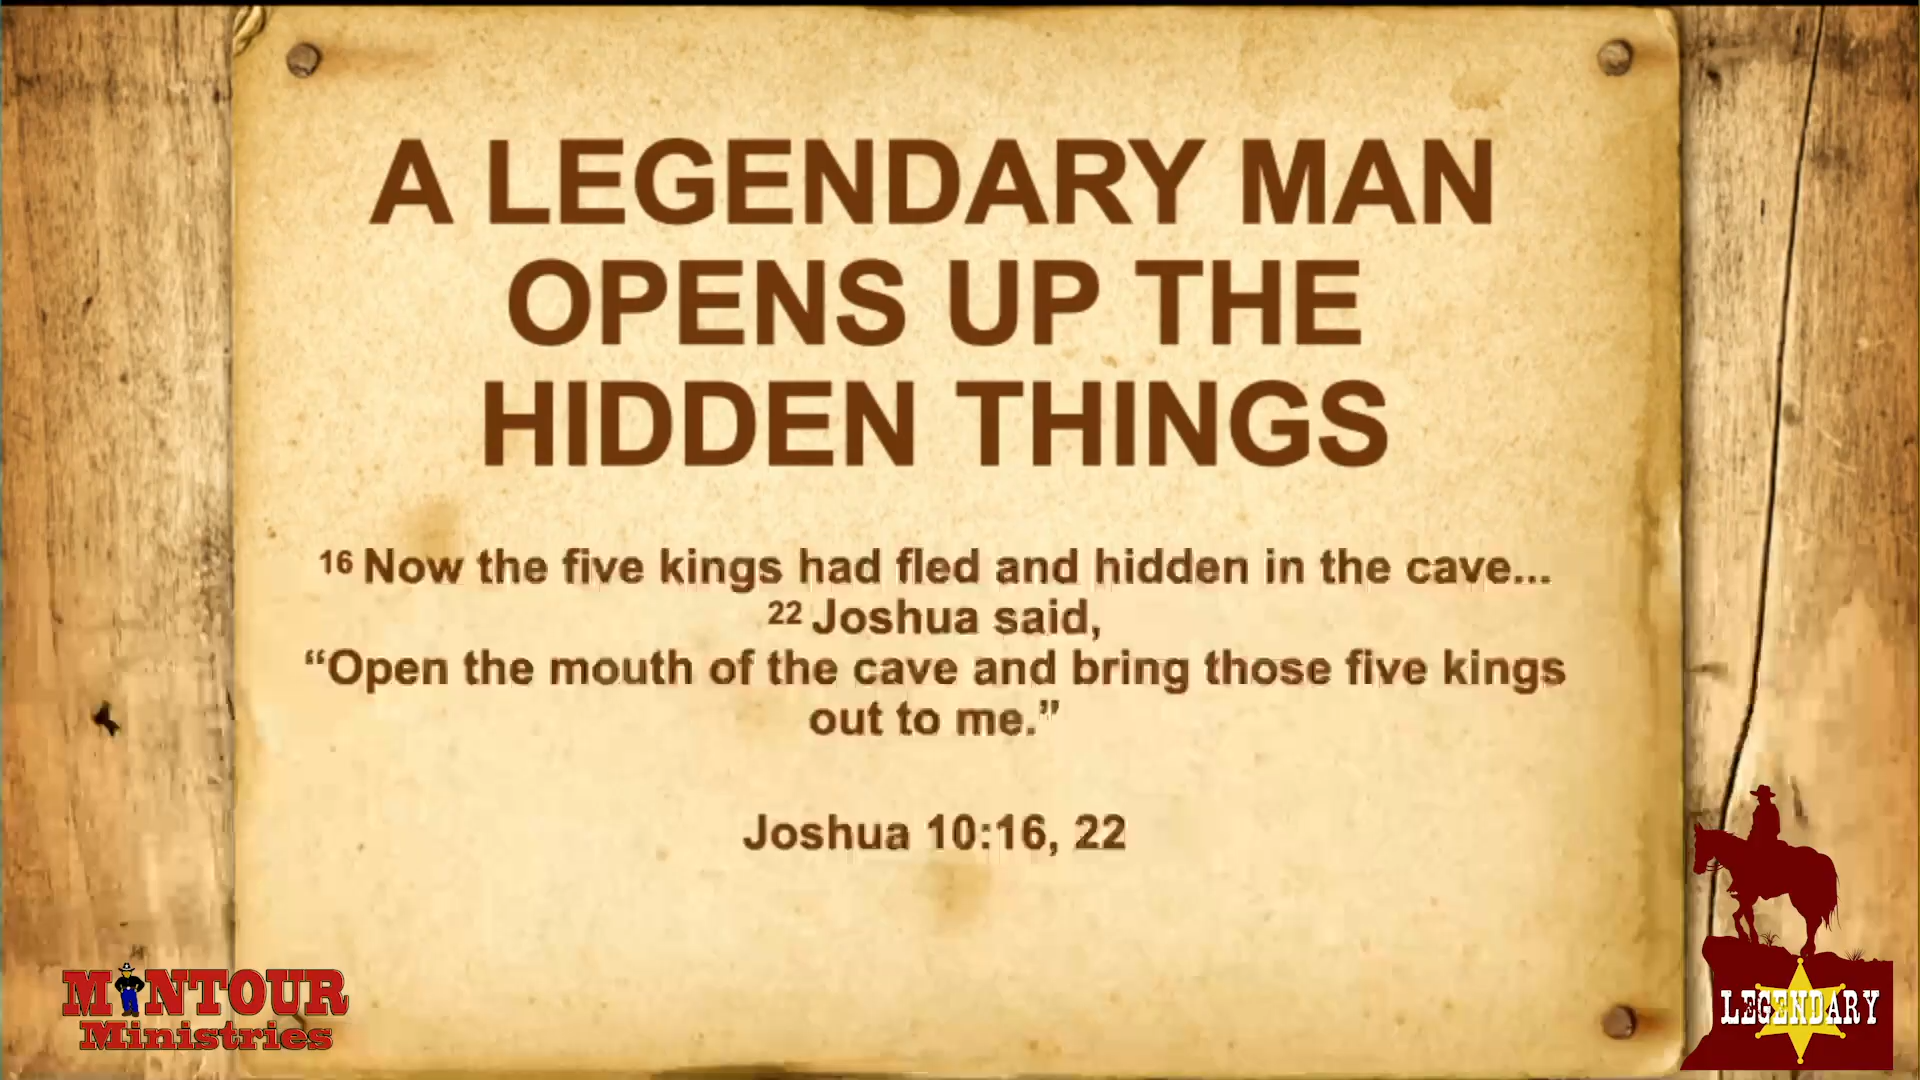 A LEGENDARY MAN
OPENS UP THE
HIDDEN THINGS
16 Now the five kings had fled and hidden in the cave...
22 Joshua said,
“Open the mouth of the cave and bring those five kings
out to me.”
Joshua 10:16, 22
MANTOUR
Ministries
LEGENDARY